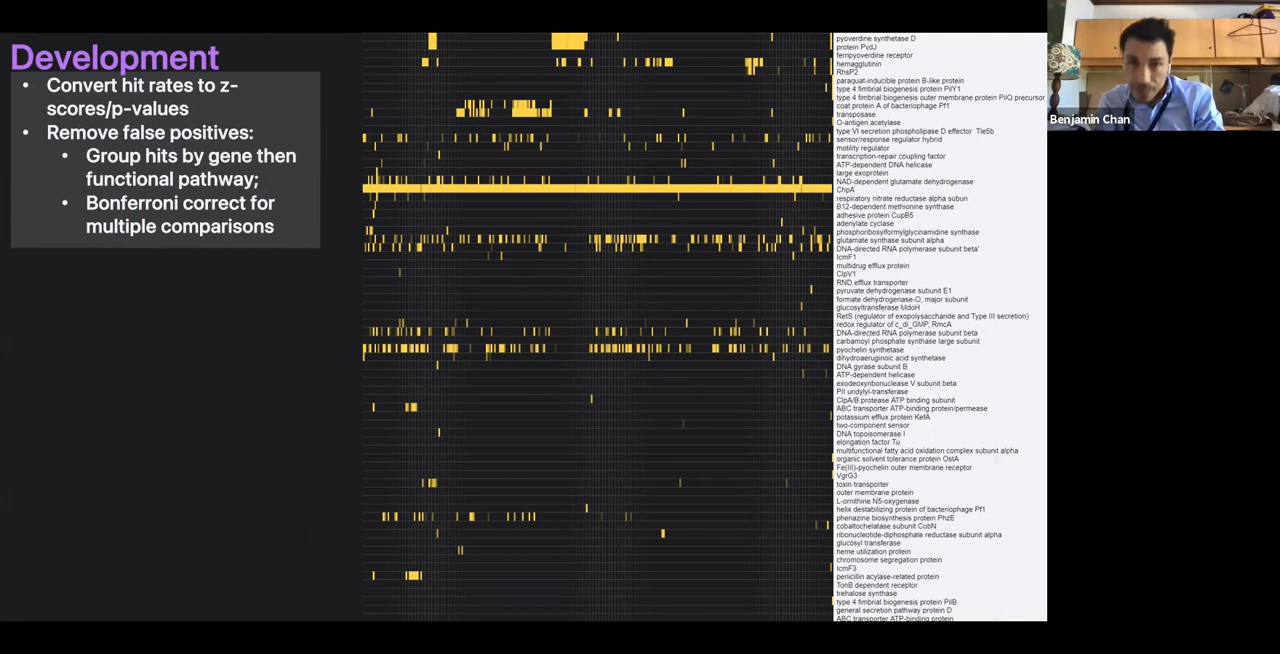 Development
• Convert hit rates to z-
scores/p-values
• Remove false positives:
• Group hits by gene then
functional pathway;
• Bonferroni correct for
multiple comparisons
pyoverdine synthetase D
protein PvdJ
ferripyoverdine receptor
hemagglutinin
RhsP2
paraquat-inducible protein B-like protein
type 4 fimbrial biogenesis protein PilY1
type 4 fimbrial biogenesis outer membrane protein PilQ precursor
coat protein A of bacteriophage Pf1
transposase
O-antigen acetylase
type VI secretion phospholipase D effector Tle5b
sensor/response regulator hybrid
motility regulator
transcription-repair coupling factor
ATP-dependent DNA helicase
large exoprotein
NAD-dependent glutamate dehydrogenase
ChpA
respiratory nitrate reductase alpha subun
B12-dependent methionine synthase
adhesive protein CupB5
adenylate cyclase
phosphoribosylformylglycinamidine synthase
glutamate synthase subunit alpha
DNA-directed RNA polymerase subunit beta'
IcmF1
multidrug efflux protein
ClpV1
RND efflux transporter
pyruvate dehydrogenase subunit E1
formate dehydrogenase-O, major subunit
glucosyltransferase MdoH
RetS (regulator of exopolysaccharide and Type III secretion)
redox regulator of c_di_GMP, RmcA
DNA-directed RNA polymerase subunit beta
carbamoyl phosphate synthase large subunit
pyochelin synthetase
dihydroaeruginoic acid synthetase
DNA gyrase subunit B
ATP-dependent helicase
exodeoxyribonuclease V subunit beta
PII uridylyl-transferase
ClpA/B protease ATP binding subunit
ABC transporter ATP-binding protein/permease
potassium efflux protein KefA
two-component sensor
DNA topoisomerase I
elongation factor Tu
multifunctional fatty acid oxidation complex subunit alpha
organic solvent tolerance protein OstA
Fe(III)-pyochelin outer membrane receptor
VgrG3
toxin transporter
outer membrane protein
L-ornithine N5-oxygenase
helix destabilizing protein of bacteriophage Pf1
phenazine biosynthesis protein PhzE
cobaltochelatase subunit CobN
ribonucleotide-diphosphate reductase subunit alpha
glucosyl transferase
heme utilization protein
chromosome segregation protein
IcmF3
penicillin acylase-related protein
TonB dependent receptor
trehalose synthase
type 4 fimbrial biogenesis protein PilB
general secretion pathway protein D
ABC transporter ATP-binding protein
Benjamin Chan